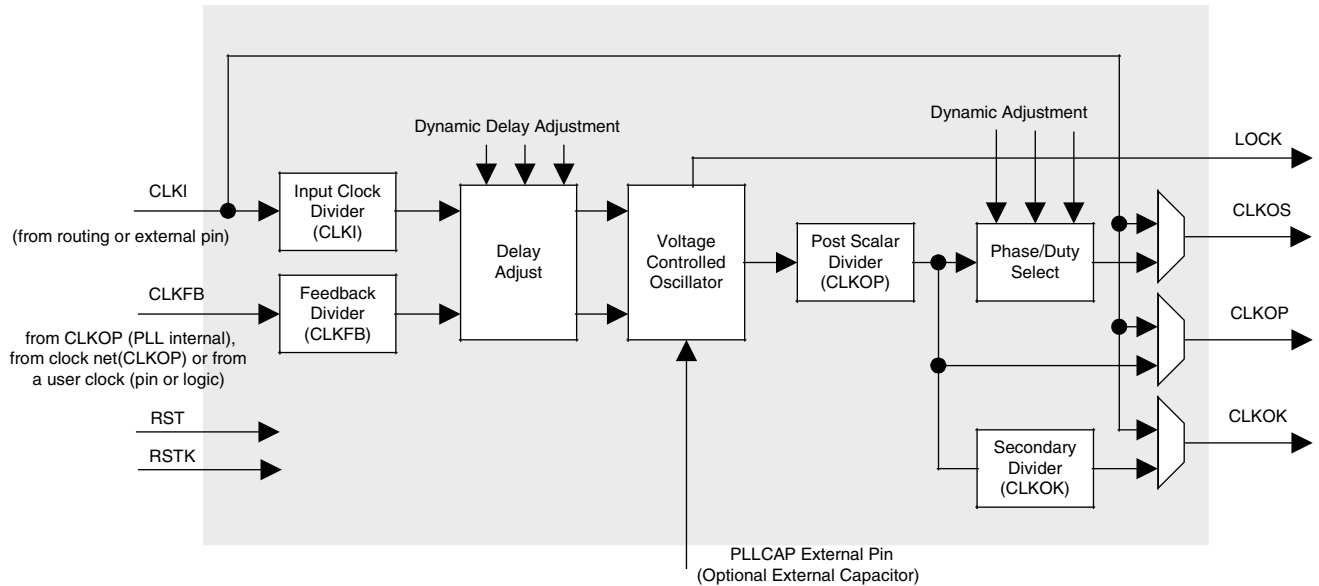 Dynamic Delay Adjustment
Dynamic Adjustment
LOCK
CLKI
(from routing or external pin)
Input Clock
Divider
(CLKI)
Delay
Adjust
Voltage
Controlled
Oscillator
Post Scalar
Divider
(CLKOP)
Phase/Duty
Select
CLKOS
CLKFB
from CLKOP (PLL internal),
from clock net(CLKOP) or from
a user clock (pin or logic)
Feedback
Divider
(CLKFB)
CLKOP
RST
RSTK
Secondary
Divider
(CLKOK)
CLKOK
PLLCAP External Pin
(Optional External Capacitor)